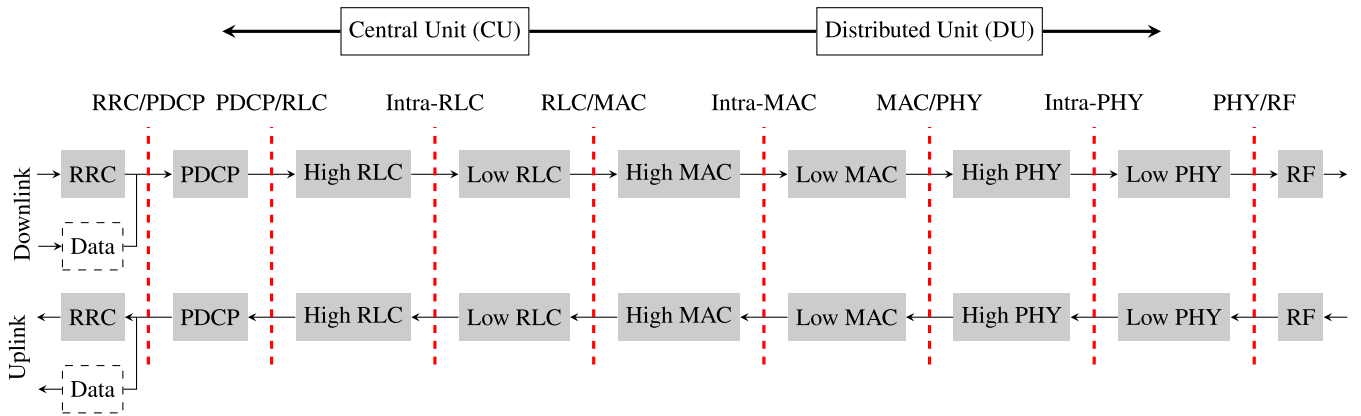 Central Unit (CU) Distributed Unit (DU)
RRC/PDCP PDCP/RLC Intra-RLC RLC/MAC Intra-MAC MAC/PHY Intra-PHY PHY/RF
Downlink
RRC PDCP High RLC Low RLC High MAC Low MAC High PHY Low PHY RF
Data
Uplink
RRC PDCP High RLC Low RLC High MAC Low MAC High PHY Low PHY RF
Data